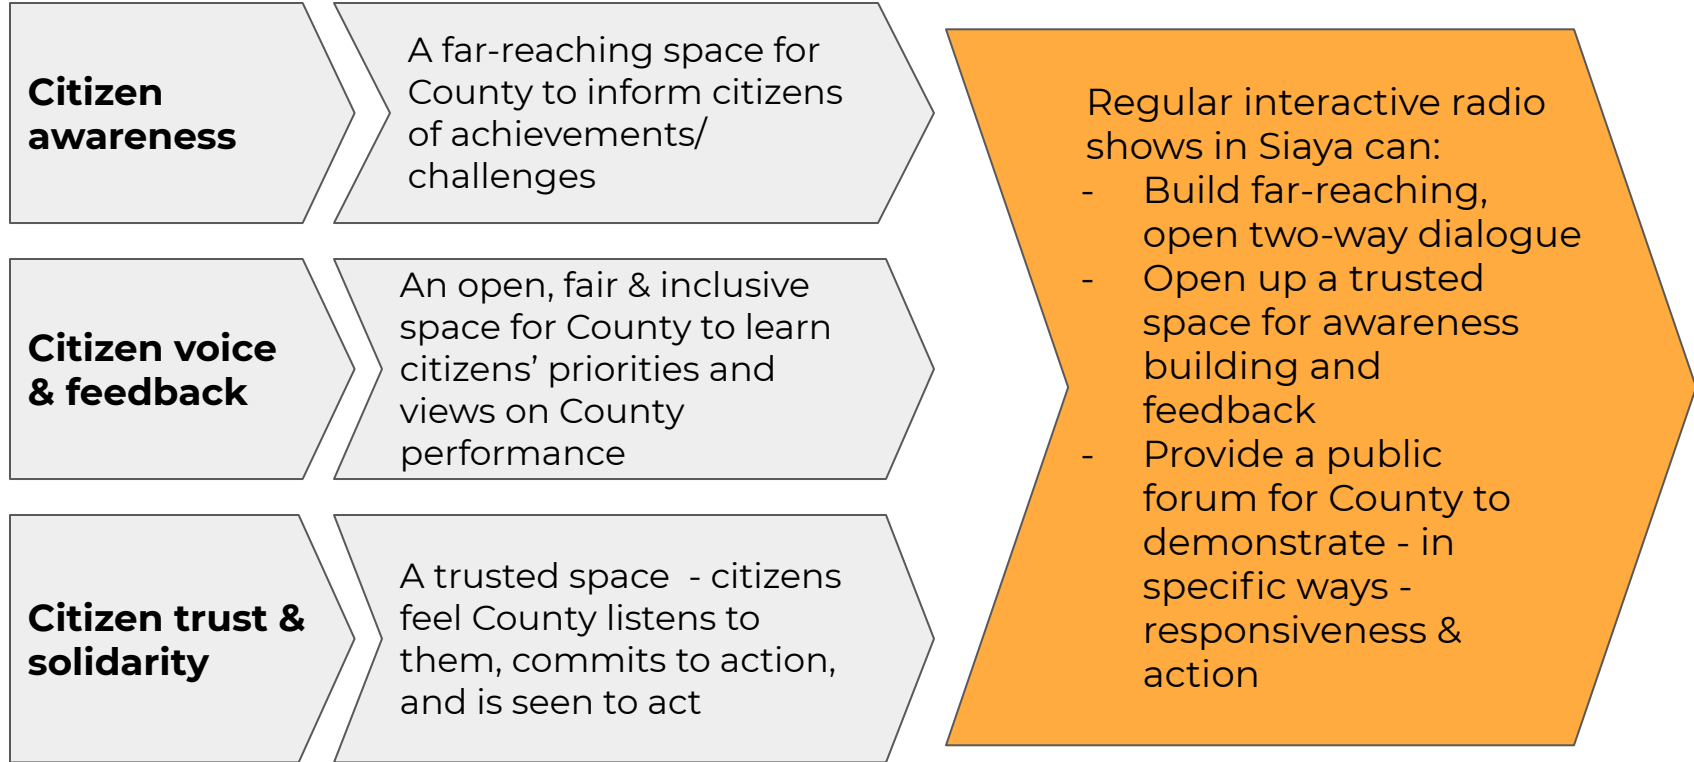 Citizen
awareness
A far-reaching space for
County to inform citizens
of achievements/
challenges
Citizen voice
& feedback
An open, fair & inclusive
space for County to learn
citizens’ priorities and
views on County
performance
Citizen trust &
solidarity
A trusted space  - citizens
feel County listens to
them, commits to action,
and is seen to act
Regular interactive radio
shows in Siaya can:
- Build far-reaching,
open two-way dialogue
- Open up a trusted
space for awareness
building and
feedback
- Provide a public
forum for County to
demonstrate - in
specific ways -
responsiveness &
action